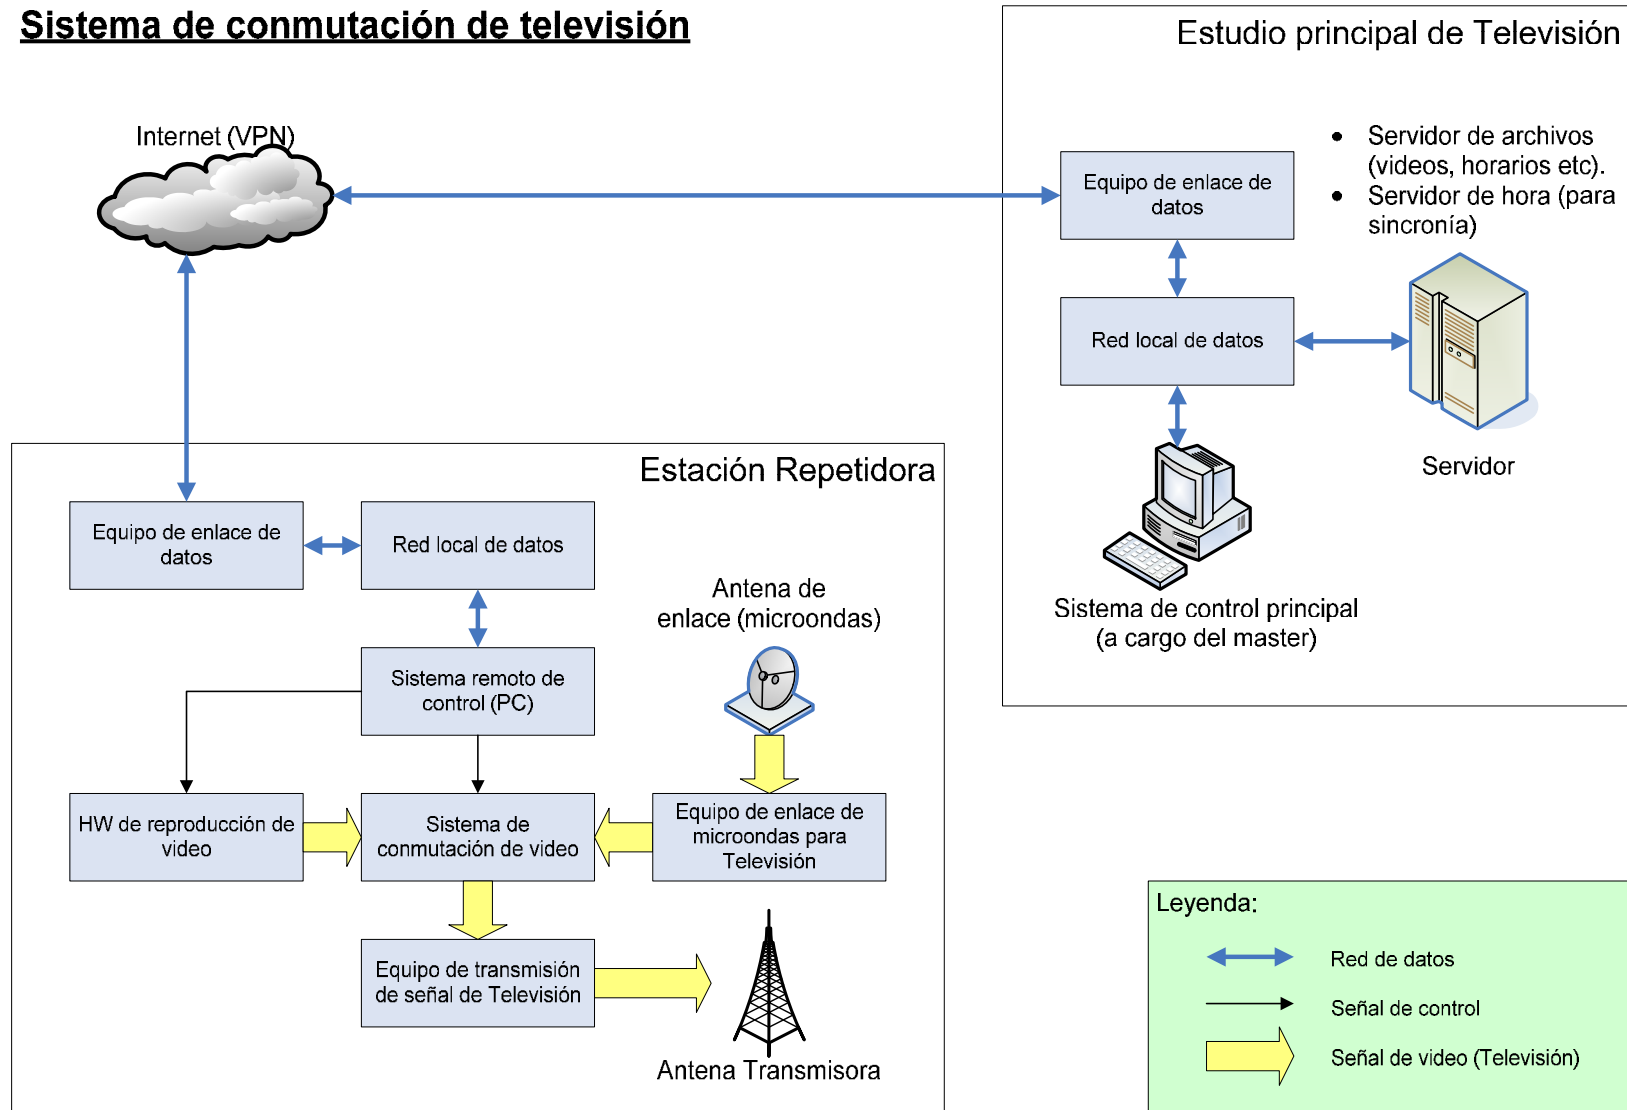 Sistema de conmutación de televisión
Estudio principal de Televisión
Internet (VPN)
• Servidor de archivos
(videos, horarios etc).
• Servidor de hora (para
sincronía)
Equipo de enlace de
datos
Red local de datos
Servidor
Sistema de control principal
(a cargo del master)
Estación Repetidora
Equipo de enlace de
datos
Red local de datos
Antena de
enlace (microondas)
Sistema remoto de
control (PC)
HW de reproducción de
video
Sistema de
conmutación de video
Equipo de enlace de
microondas para
Televisión
Equipo de transmisión
de señal de Televisión
Antena Transmisora
Leyenda:
Red de datos
Señal de control
Señal de video (Televisión)